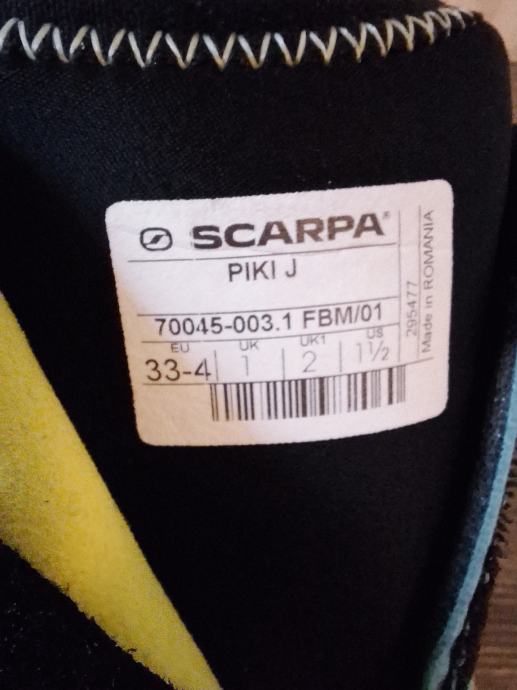 SCARPA®
PIKI J
70045-003.1 FBM/01
EU UK UK1 US
33-4 1 2 1½
295477
Made in ROMANIA